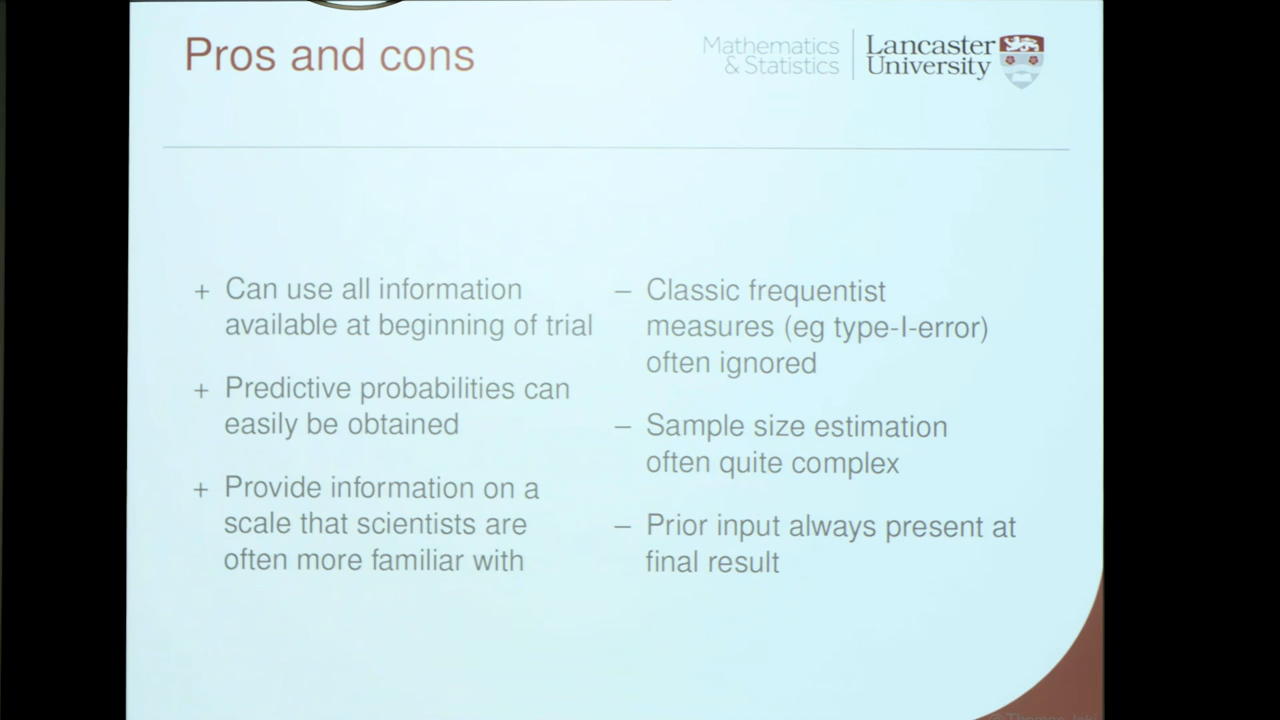 Pros and cons
Mathematics
& Statistics
Lancaster
University
+ Can use all information
available at beginning of trial
+ Predictive probabilities can
easily be obtained
+ Provide information on a
scale that scientists are
often more familiar with
– Classic frequentist
measures (eg type-I-error)
often ignored
– Sample size estimation
often quite complex
– Prior input always present at
final result